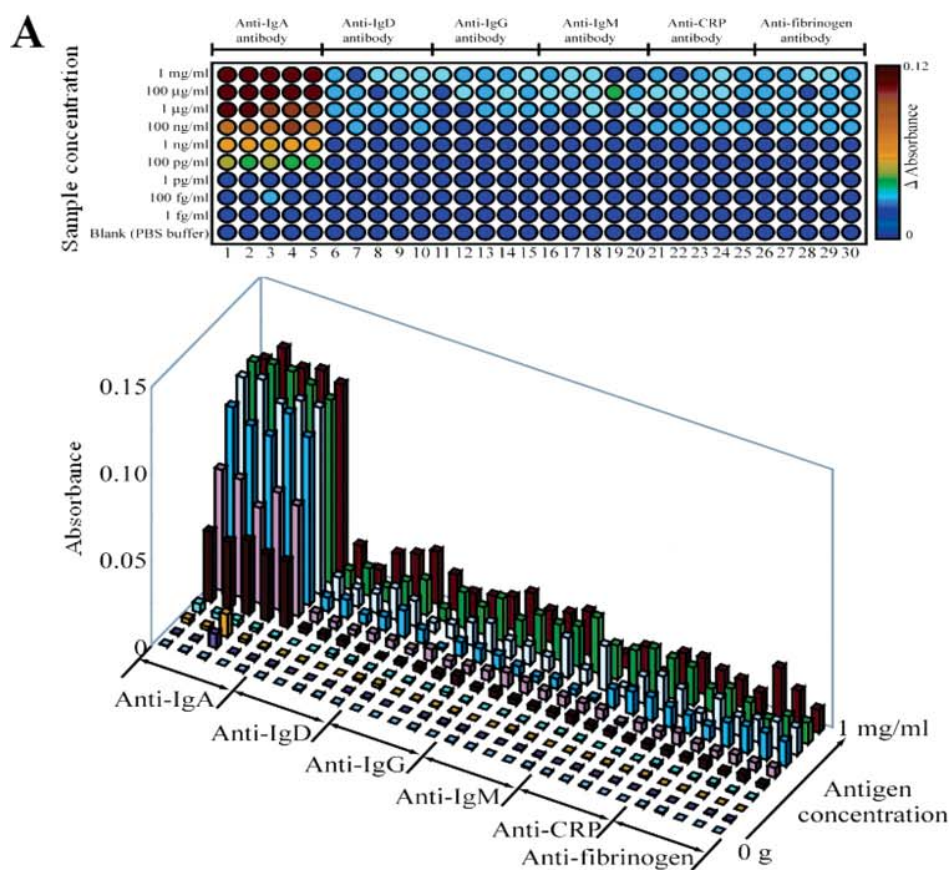 A
Anti-IgA antibody
Anti-IgD antibody
Anti-IgG antibody
Anti-IgM antibody
Anti-CRP antibody
Anti-fibrinogen antibody
Sample concentration
1 mg/ml
100 µg/ml
1 µg/ml
100 ng/ml
1 ng/ml
100 pg/ml
1 pg/ml
100 fg/ml
1 fg/ml
Blank (PBS buffer)
1 2 3 4 5 6 7 8 9 10 11 12 13 14 15 16 17 18 19 20 21 22 23 24 25 26 27 28 29 30
0.12
Δ Absorbance
0
Absorbance
0.15
0.10
0.05
0
Anti-IgA
Anti-IgD
Anti-IgG
Anti-IgM
Anti-CRP
Anti-fibrinogen
1 mg/ml
Antigen
concentration
0 g